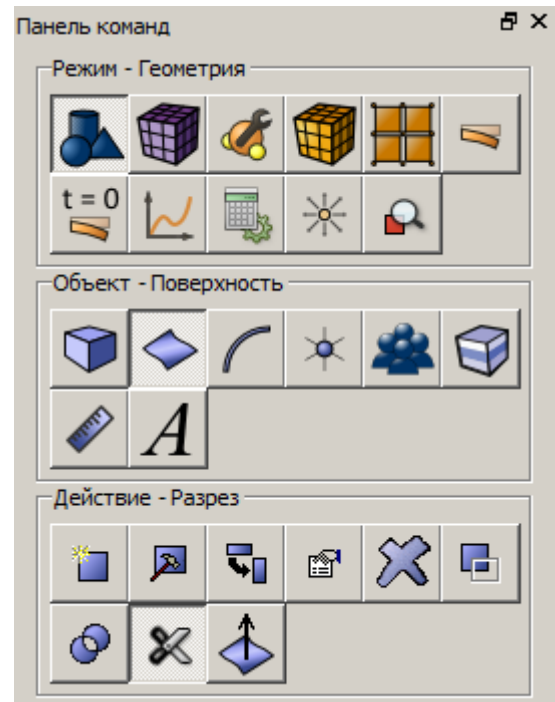 Панель команд
Режим - Геометрия
t = 0
Объект - Поверхность
A
Действие - Разрез